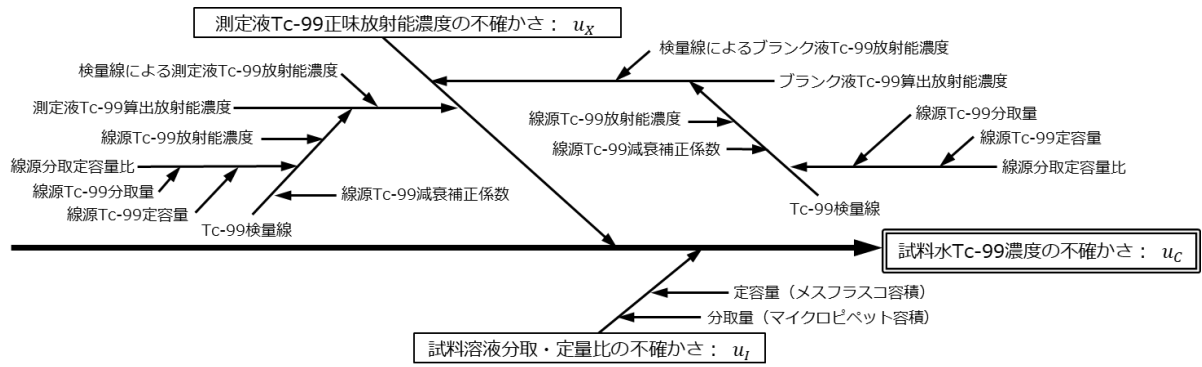 測定液Tc-99正味放射能濃度の不確かさ： u_X
検量線によるブランク液Tc-99放射能濃度
検量線による測定液Tc-99放射能濃度
ブランク液Tc-99算出放射能濃度
測定液Tc-99算出放射能濃度
線源Tc-99放射能濃度
線源分取定容量比
線源Tc-99分取量
線源Tc-99定容量
線源Tc-99減衰補正係数
Tc-99検量線
線源Tc-99放射能濃度
線源Tc-99減衰補正係数
線源Tc-99分取量
線源Tc-99定容量
線源分取定容量比
Tc-99検量線
試料水Tc-99濃度の不確かさ： u_C
定容量（メスフラスコ容積）
分取量（マイクロピペット容積）
試料溶液分取・定量比の不確かさ： u_I